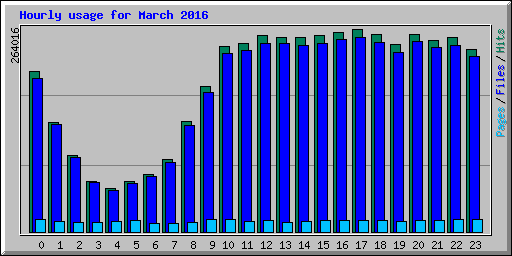 Hourly usage for March 2016
264016
Pages/Files/Hits
0 1 2 3 4 5 6 7 8 9 10 11 12 13 14 15 16 17 18 19 20 21 22 23